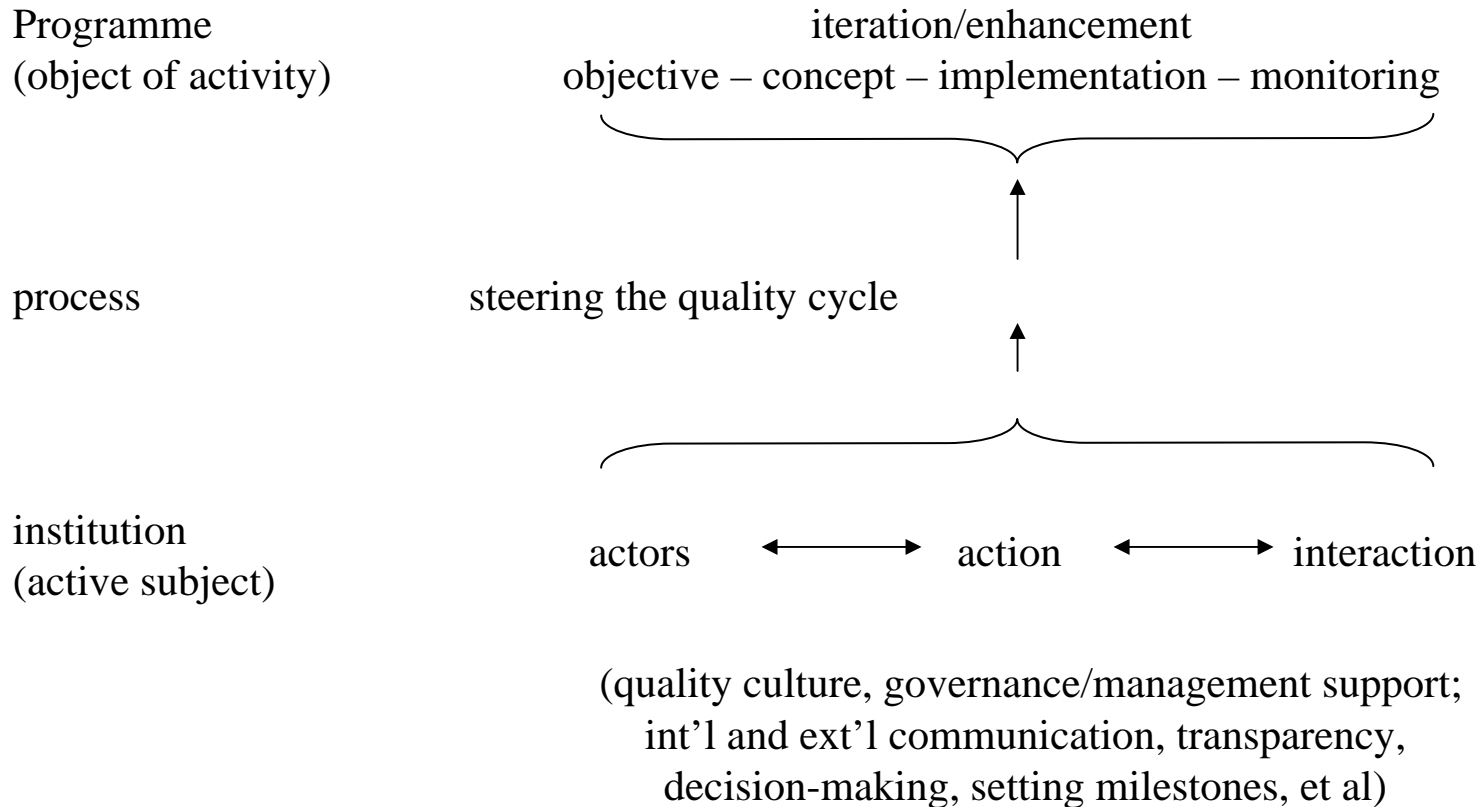 Programme
(object of activity)
iteration/enhancement
objective – concept – implementation – monitoring
process
steering the quality cycle
institution
(active subject)
actors
action
interaction
(quality culture, governance/management support;
int’l and ext’l communication, transparency,
decision-making, setting milestones, et al)